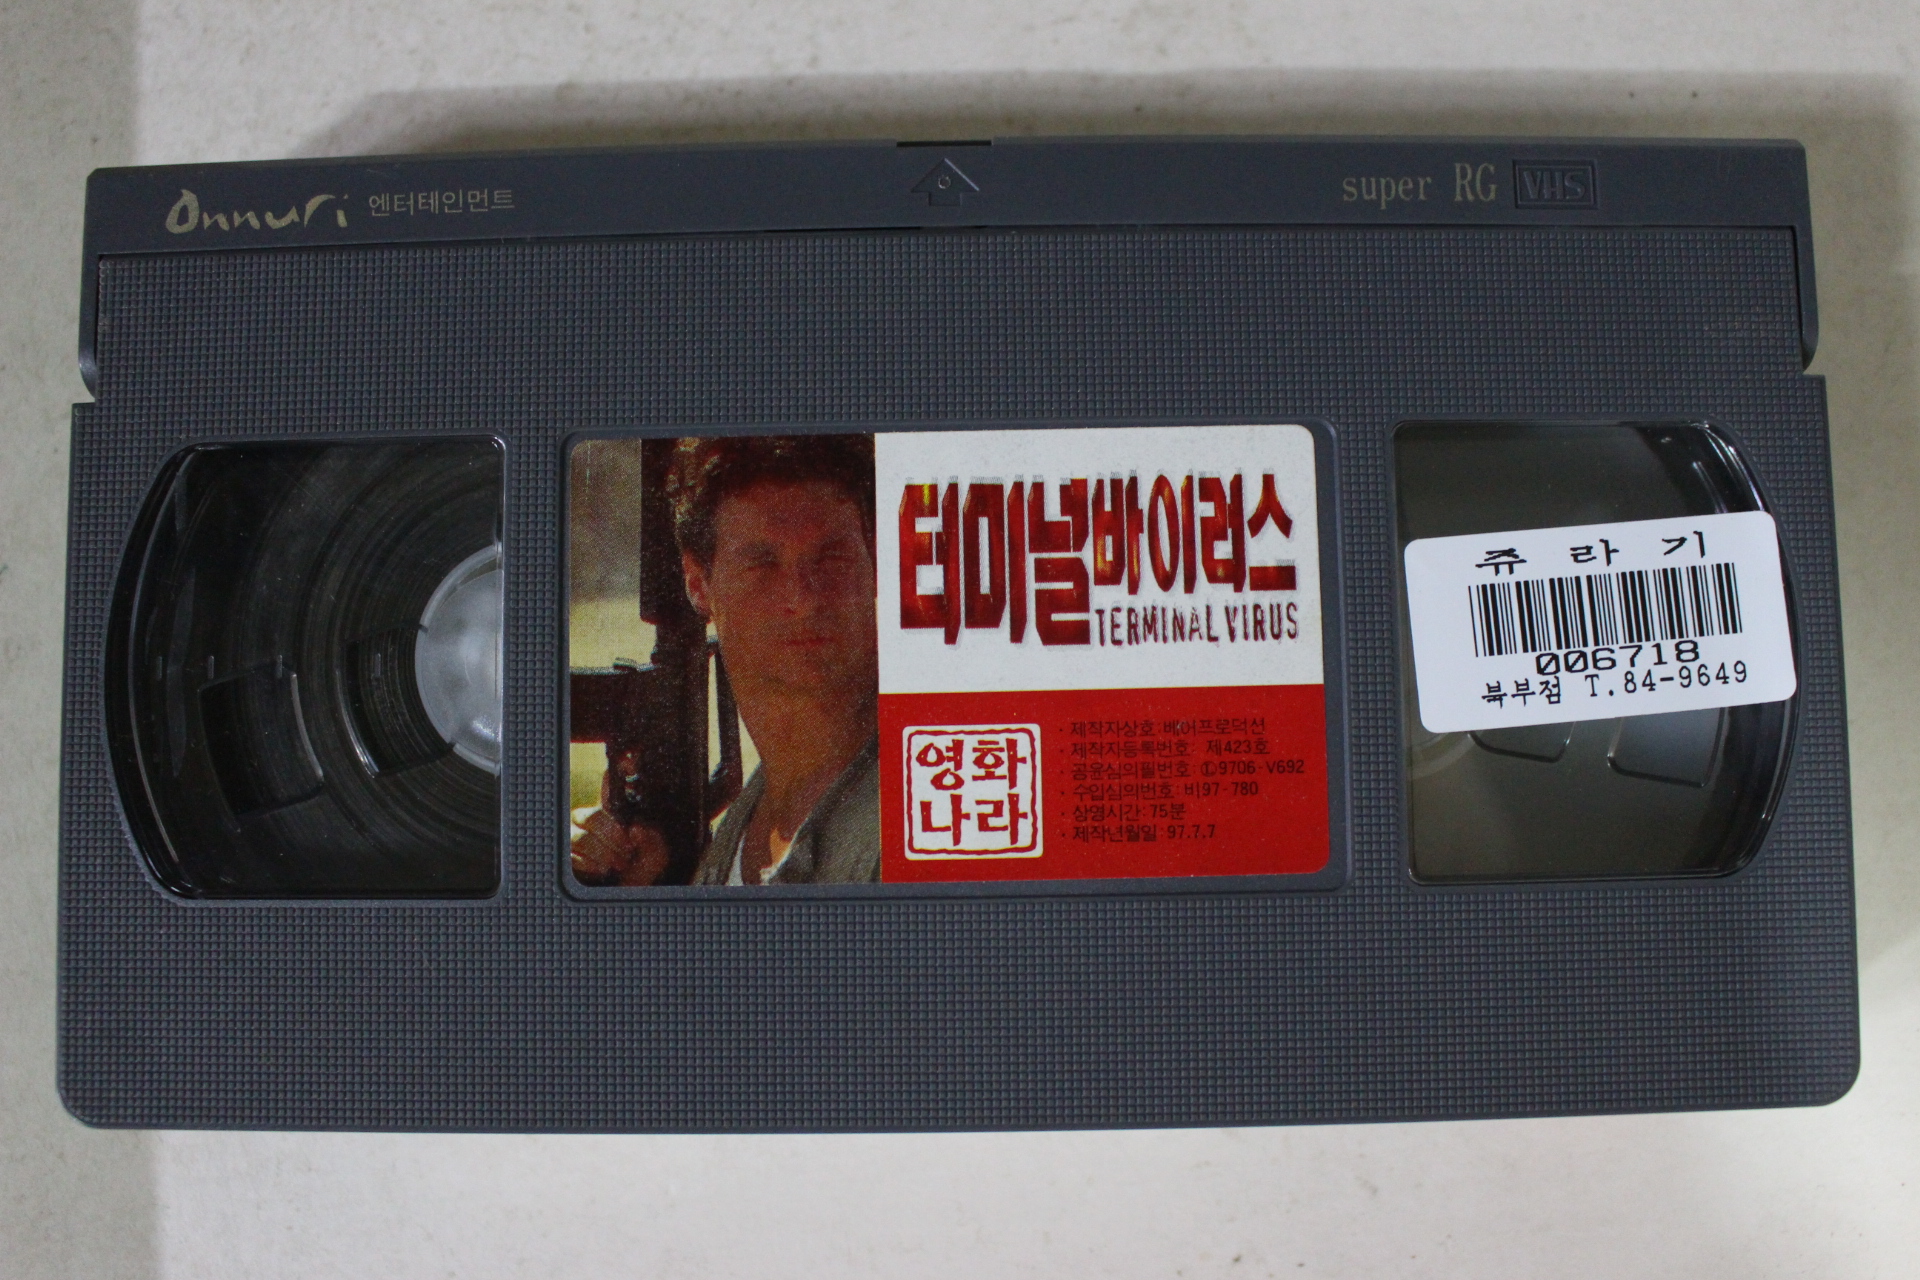 Onnuri 엔터테인먼트
super RG VHS
터미널바이러스
TERMINAL VIRUS
영화
나라
· 제작자상호:베어프로덕션
· 제작자등록번호: 제423호
· 공윤심의필번호:Ⓛ9706-V692
· 수입심의번호:비97-780
· 상영시간:75분
· 제작년월일:97.7.7
쥬 라 기
006718
북부점 T.84-9649